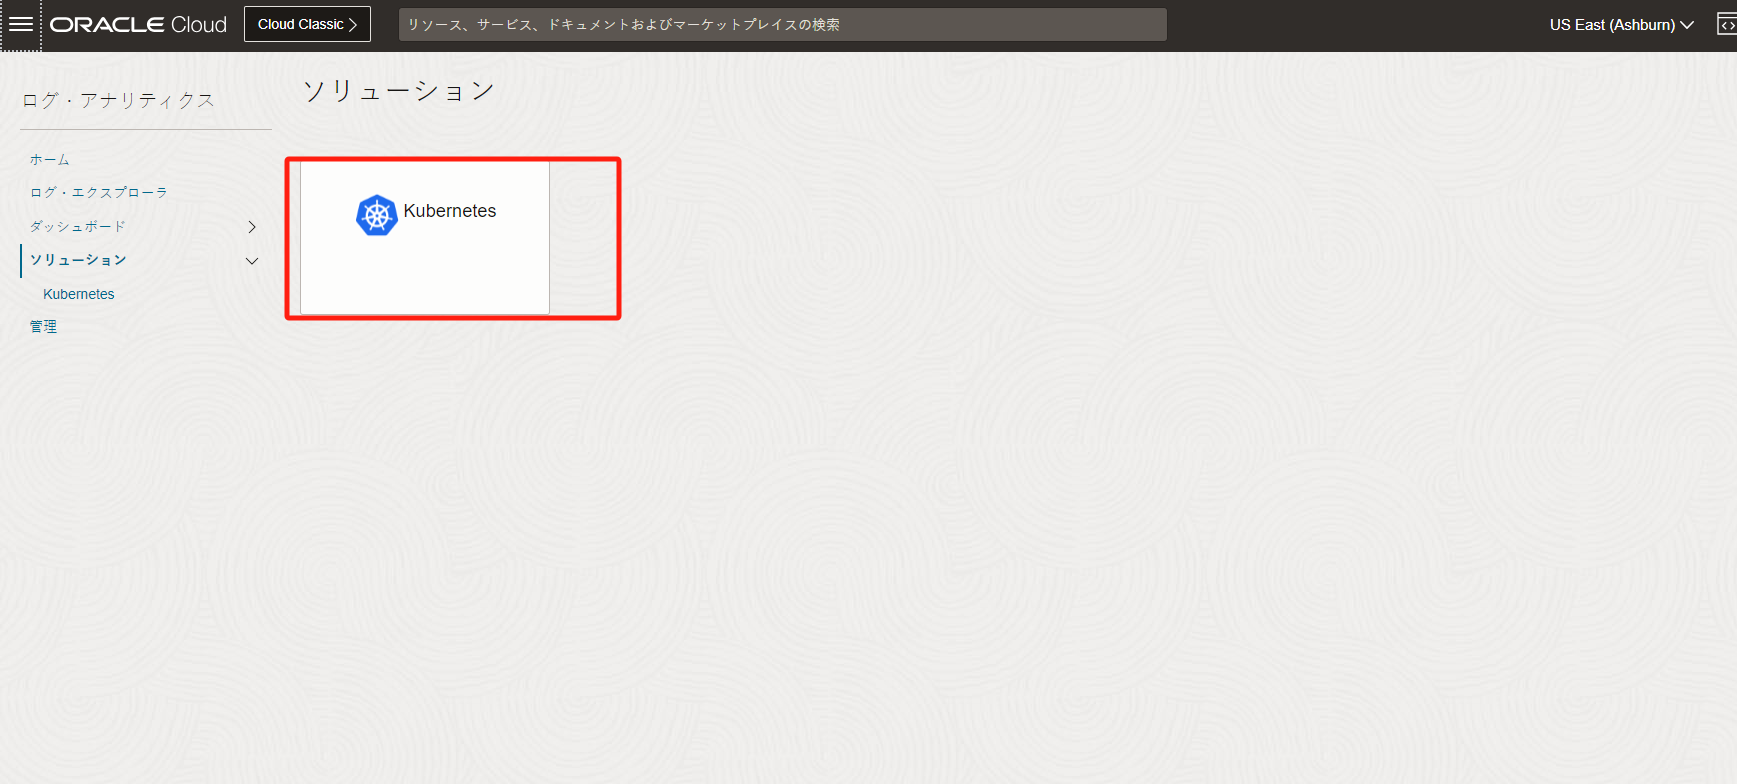 ORACLE Cloud
Cloud Classic
リソース、サービス、ドキュメントおよびマーケットプレイスの検索
US East (Ashburn)
ログ・アナリティクス
ホーム
ログ・エクスプローラ
ダッシュボード
ソリューション
Kubernetes
管理
ソリューション
Kubernetes